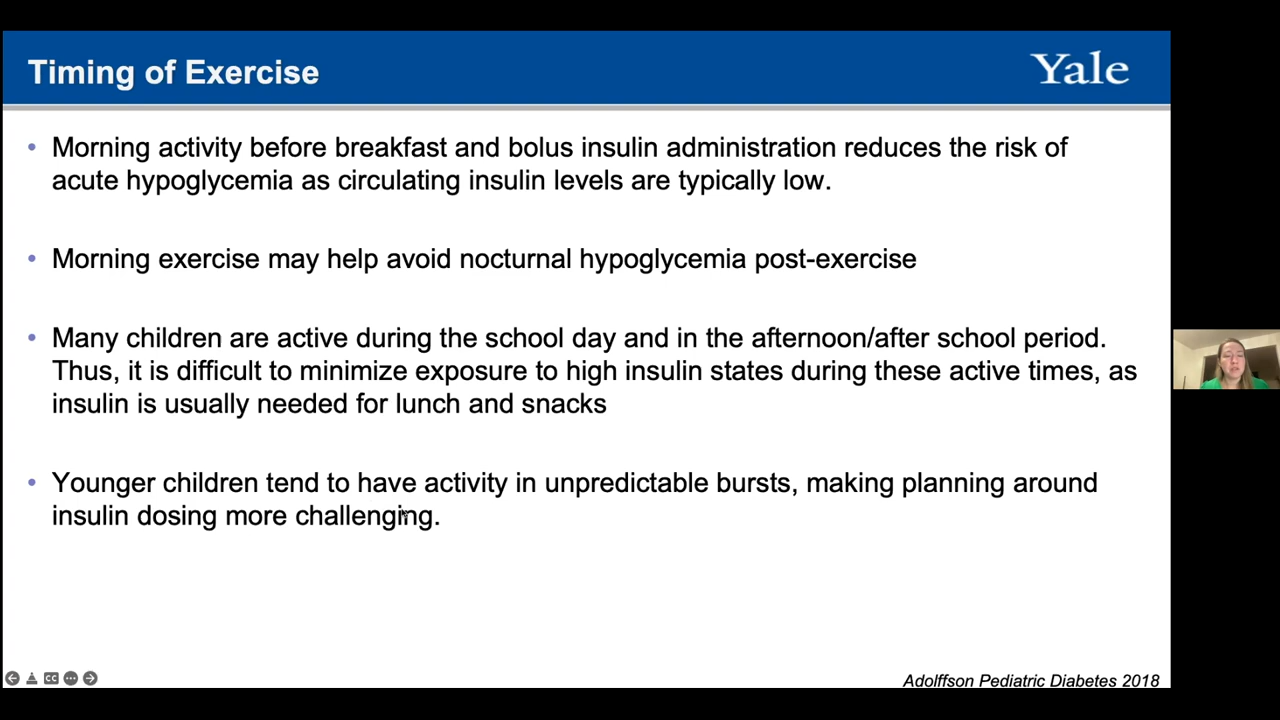 Timing of Exercise
Yale
• Morning activity before breakfast and bolus insulin administration reduces the risk of
acute hypoglycemia as circulating insulin levels are typically low.
• Morning exercise may help avoid nocturnal hypoglycemia post-exercise
• Many children are active during the school day and in the afternoon/after school period.
Thus, it is difficult to minimize exposure to high insulin states during these active times, as
insulin is usually needed for lunch and snacks
• Younger children tend to have activity in unpredictable bursts, making planning around
insulin dosing more challenging.
CC
Adolffson Pediatric Diabetes 2018